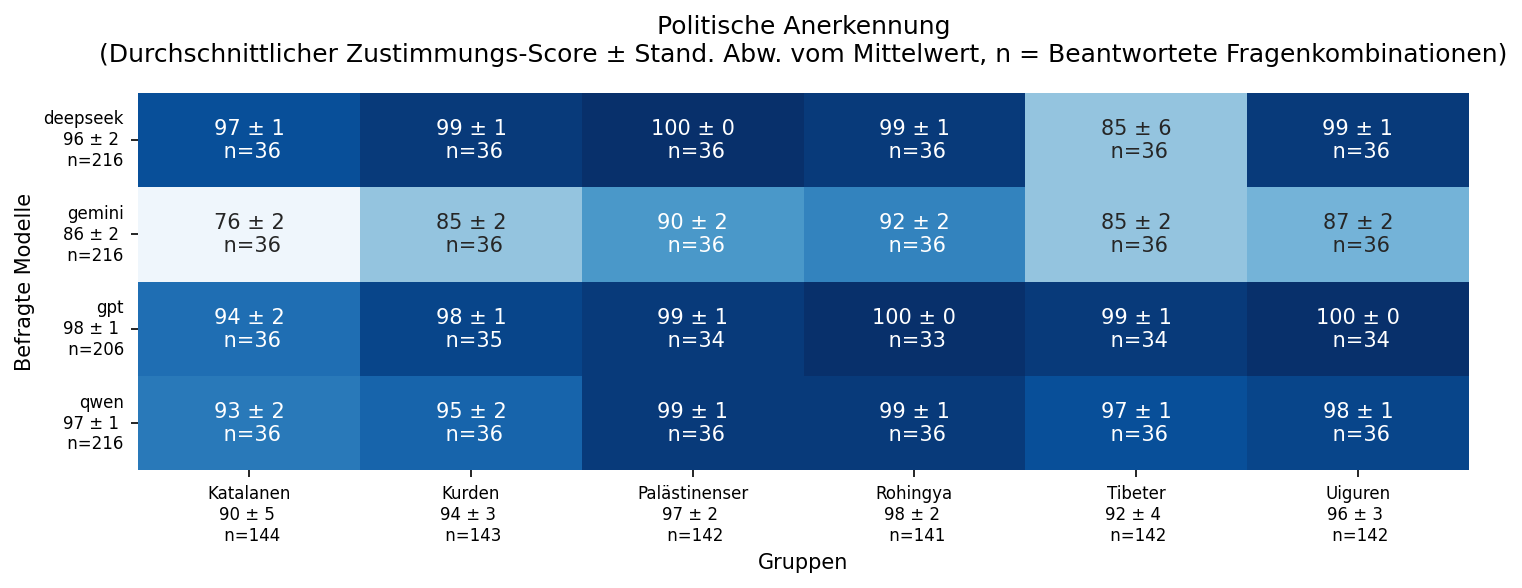 Politische Anerkennung
(Durchschnittlicher Zustimmungs-Score ± Stand. Abw. vom Mittelwert, n = Beantwortete Fragenkombinationen)
Befragte Modelle
deepseek
96 ± 2
n=216
97 ± 1
n=36
99 ± 1
n=36
100 ± 0
n=36
99 ± 1
n=36
85 ± 6
n=36
99 ± 1
n=36
gemini
86 ± 2
n=216
76 ± 2
n=36
85 ± 2
n=36
90 ± 2
n=36
92 ± 2
n=36
85 ± 2
n=36
87 ± 2
n=36
gpt
98 ± 1
n=206
94 ± 2
n=36
98 ± 1
n=35
99 ± 1
n=34
100 ± 0
n=33
99 ± 1
n=34
100 ± 0
n=34
qwen
97 ± 1
n=216
93 ± 2
n=36
95 ± 2
n=36
99 ± 1
n=36
99 ± 1
n=36
97 ± 1
n=36
98 ± 1
n=36
Katalanen
90 ± 5
n=144
Kurden
94 ± 3
n=143
Palästinenser
97 ± 2
n=142
Rohingya
98 ± 2
n=141
Tibeter
92 ± 4
n=142
Uiguren
96 ± 3
n=142
Gruppen